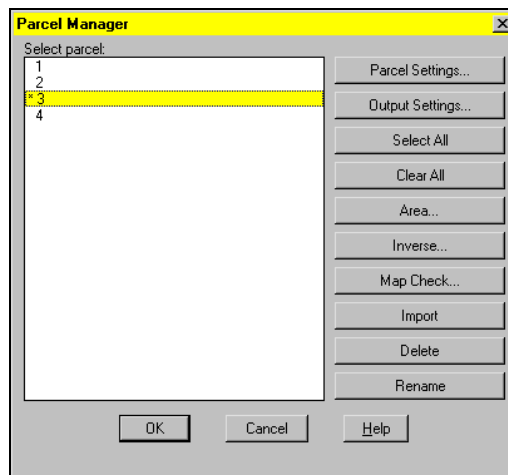 Parcel Manager
Select parcel:
1
2
* 3
4
Parcel Settings...
Output Settings...
Select All
Clear All
Area...
Inverse...
Map Check...
Import
Delete
Rename
OK
Cancel
Help